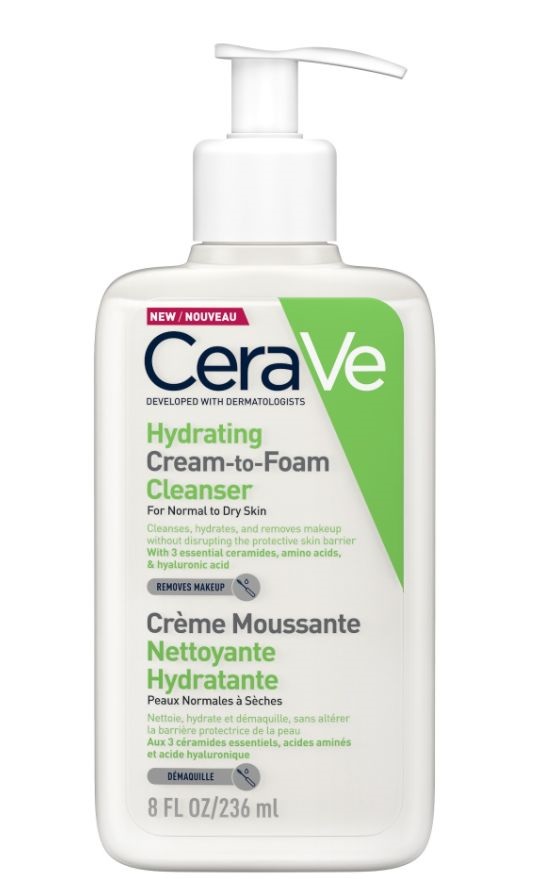 NEW / NOUVEAU
CeraVe
DEVELOPED WITH DERMATOLOGISTS
Hydrating
Cream-to-Foam
Cleanser
For Normal to Dry Skin
Cleanses, hydrates, and removes makeup
without disrupting the protective skin barrier
With 3 essential ceramides, amino acids,
& hyaluronic acid
REMOVES MAKEUP
Crème Moussante
Nettoyante
Hydratante
Peaux Normales à Sèches
Nettoie, hydrate et démaquille, sans altérer
la barrière protectrice de la peau
Aux 3 céramides essentiels, acides aminés
et acide hyaluronique
DÉMAQUILLE
8 FL OZ/236 ml